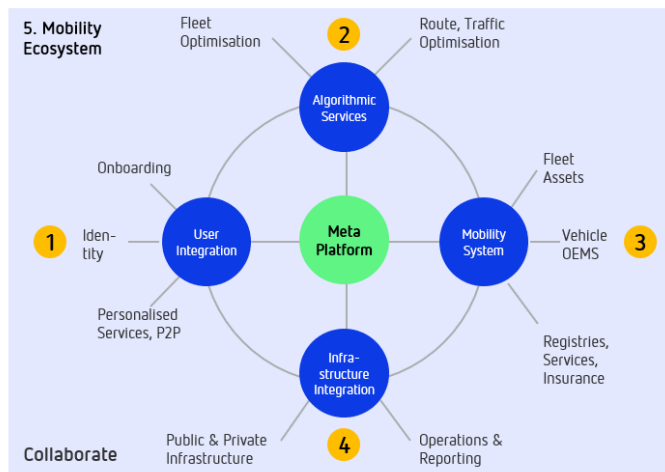 5. Mobility
Ecosystem
Fleet
Optimisation
2
Route, Traffic
Optimisation
Algorithmic
Services
Onboarding
Fleet
Assets
1
Iden-
tity
User
Integration
Meta
Platform
Mobility
System
Vehicle
OEMS
3
Personalised
Services, P2P
Registries,
Services,
Insurance
Infra-
structure
Integration
Collaborate
Public & Private
Infrastructure
4
Operations &
Reporting